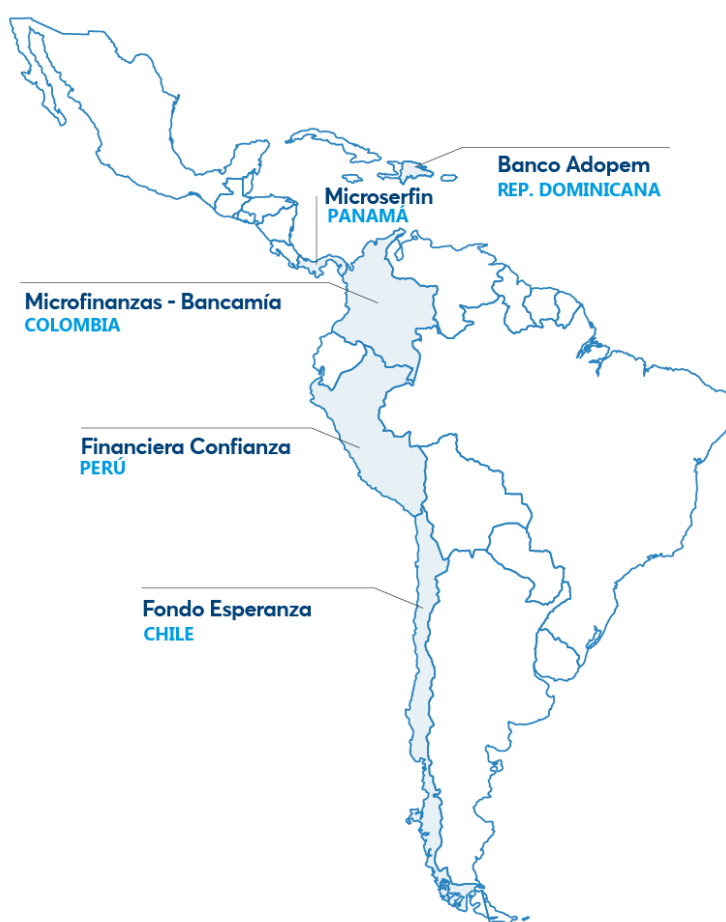 Banco Adopem
REP. DOMINICANA
Microserfin
PANAMÁ
Microfinanzas - Bancamía
COLOMBIA
Financiera Confianza
PERÚ
Fondo Esperanza
CHILE